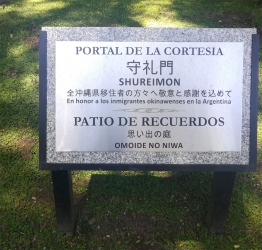 PORTAL DE LA CORTESIA
守礼門
SHUREIMON
全沖縄県移住者の方々へ敬意と感謝を込めて
En honor a los inmigrantes okinawenses en la Argentina
PATIO DE RECUERDOS
思い出の庭
OMOIDE NO NIWA